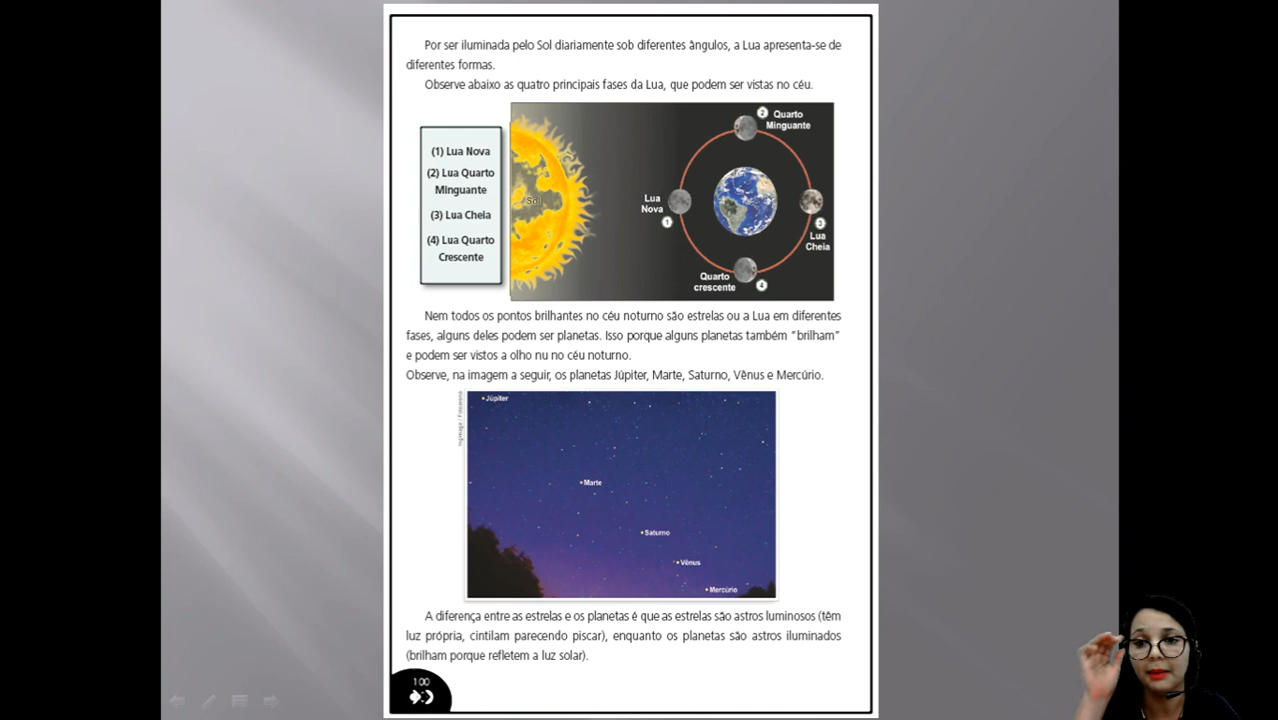 Por ser iluminada pelo Sol diariamente sob diferentes ângulos, a Lua apresenta-se de
diferentes formas.
Observe abaixo as quatro principais fases da Lua, que podem ser vistas no céu.
(1) Lua Nova
(2) Lua Quarto
Minguante
(3) Lua Cheia
(4) Lua Quarto
Crescente
Sol
2
Quarto
Minguante
Lua
Nova
1
3
Lua
Cheia
Quarto
crescente
4
Nem todos os pontos brilhantes no céu noturno são estrelas ou a Lua em diferentes
fases, alguns deles podem ser planetas. Isso porque alguns planetas também "brilham"
e podem ser vistos a olho nu no céu noturno.
Observe, na imagem a seguir, os planetas Júpiter, Marte, Saturno, Vênus e Mercúrio.
Júpiter
Marte
Saturno
Vênus
Mercúrio
A diferença entre as estrelas e os planetas é que as estrelas são astros luminosos (têm
luz própria, cintilam parecendo piscar), enquanto os planetas são astros iluminados
(brilham porque refletem a luz solar).
100